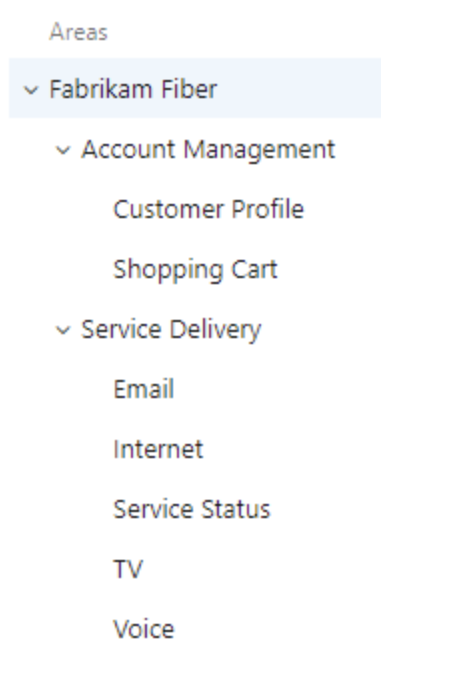 Areas
Fabrikam Fiber
Account Management
Customer Profile
Shopping Cart
Service Delivery
Email
Internet
Service Status
TV
Voice